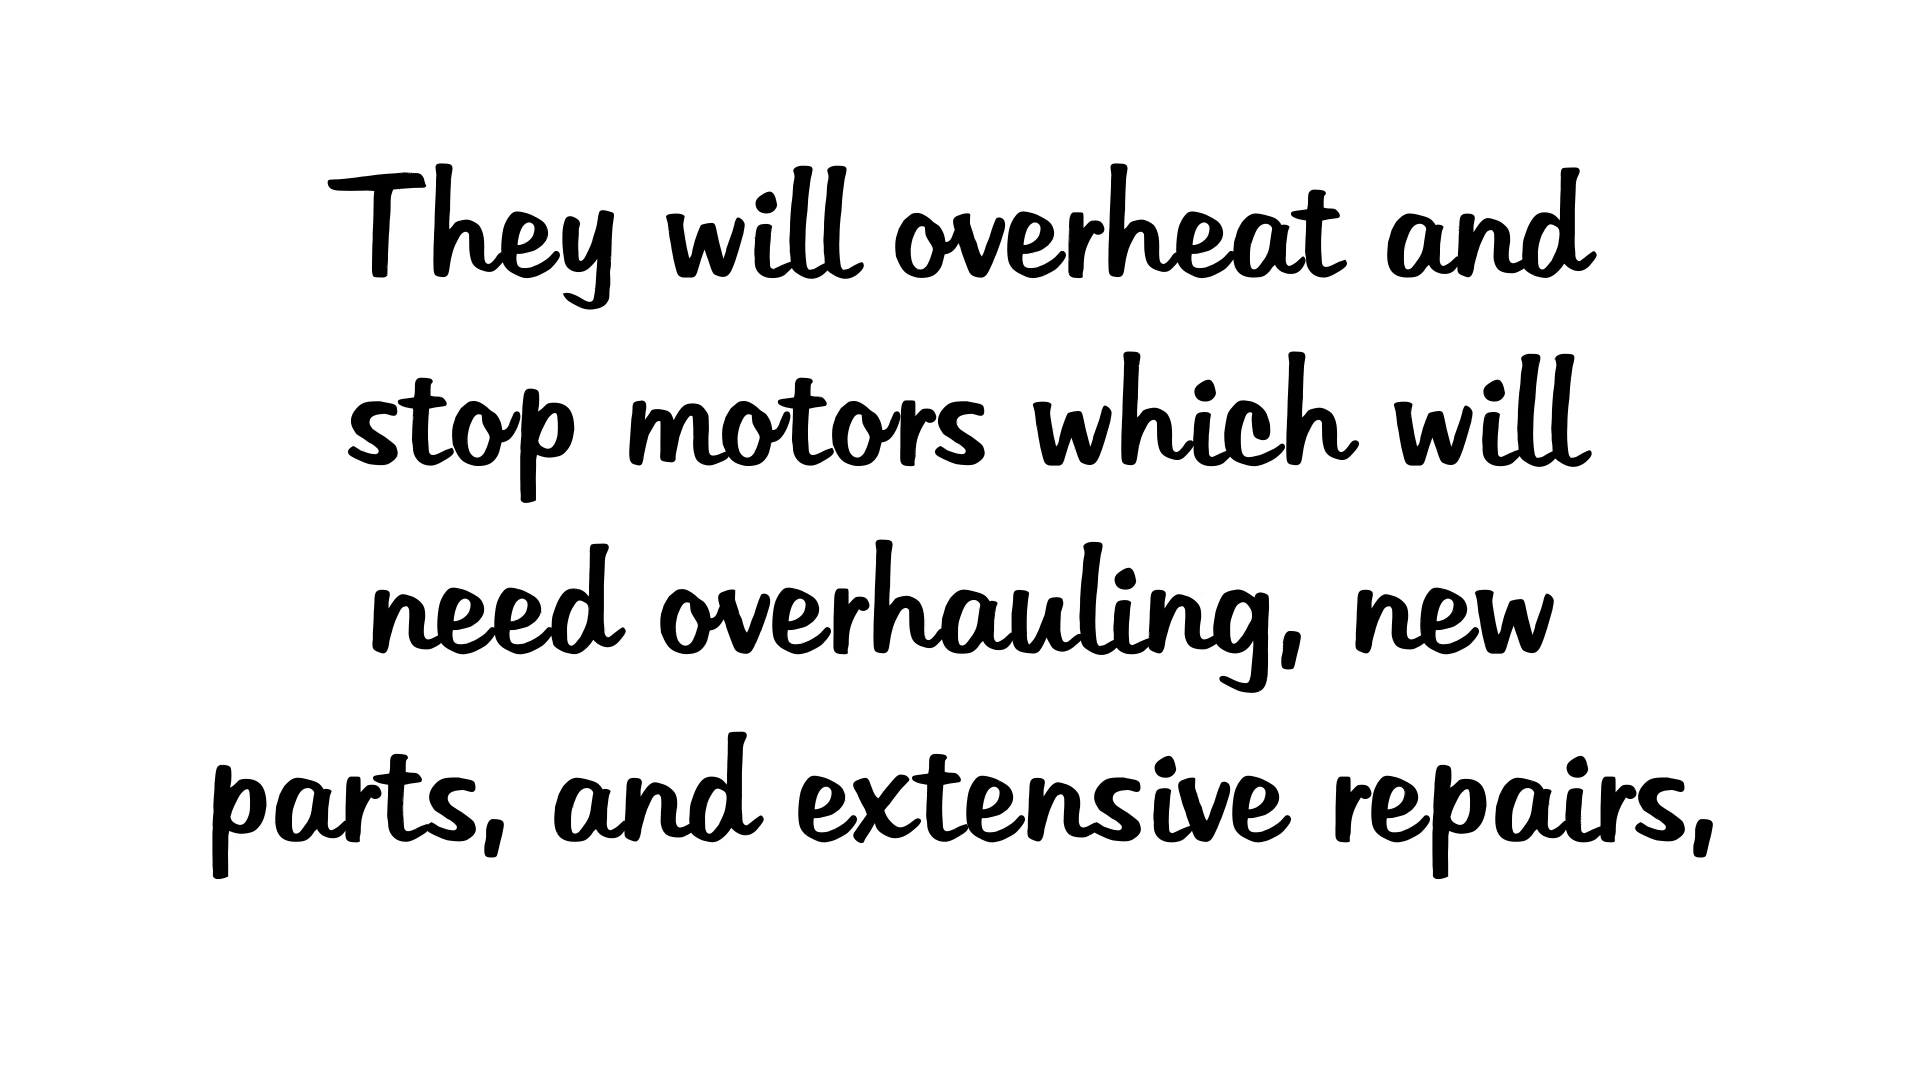 They will overheat and
stop motors which will
need overhauling, new
parts, and extensive repairs,